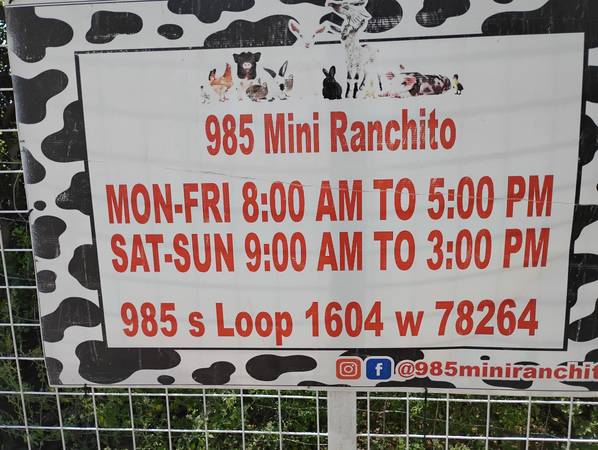 985 Mini Ranchito
MON-FRI 8:00 AM TO 5:00 PM
SAT-SUN 9:00 AM TO 3:00 PM
985 s Loop 1604 w 78264
@985miniranchit